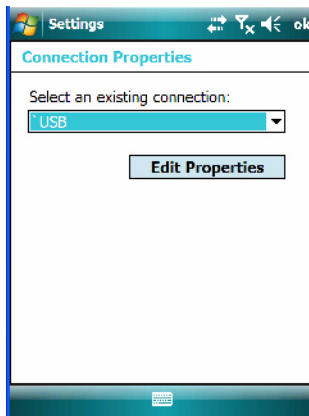 Settings
ok
Connection Properties
Select an existing connection:
`USB
Edit Properties